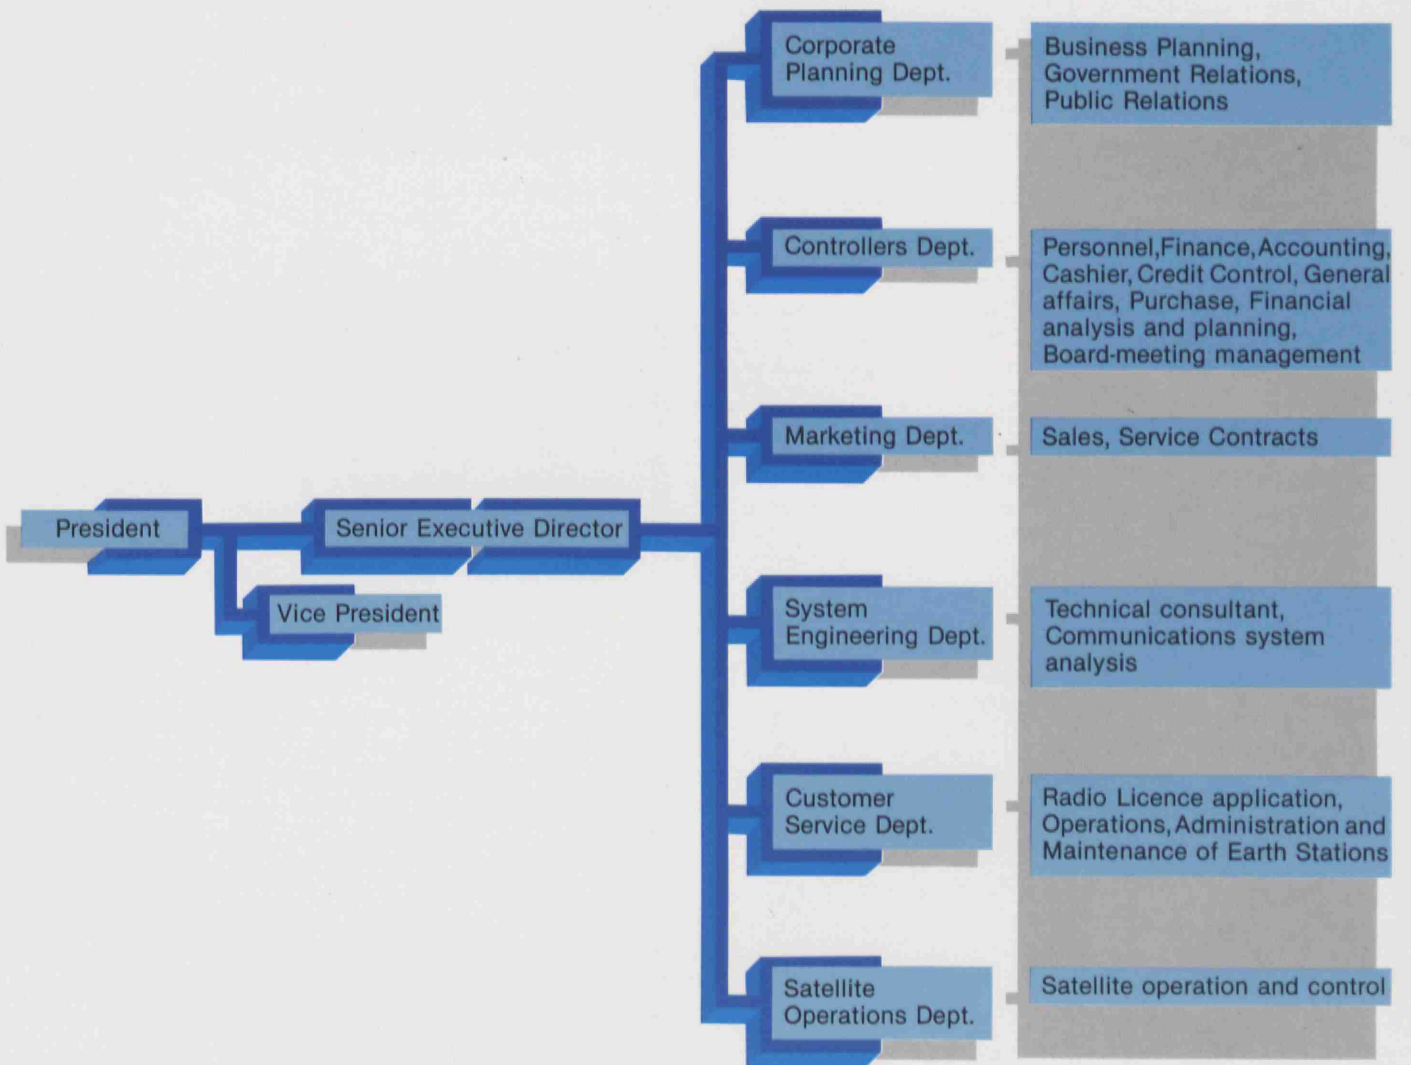 President
Vice President
Senior Executive Director
Corporate
Planning Dept.
Business Planning,
Government Relations,
Public Relations
Controllers Dept.
Personnel,Finance,Accounting,
Cashier,Credit Control, General
affairs, Purchase, Financial
analysis and planning,
Board-meeting management
Marketing Dept.
Sales, Service Contracts
System
Engineering Dept.
Technical consultant,
Communications system
analysis
Customer
Service Dept.
Radio Licence application,
Operations,Administration and
Maintenance of Earth Stations
Satellite
Operations Dept.
Satellite operation and control